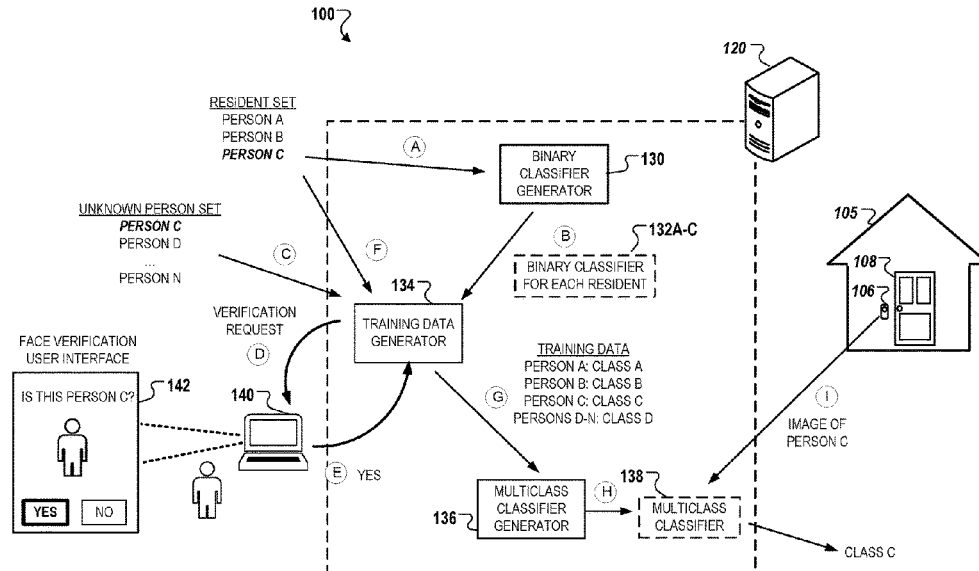 100
120
RESIDENT SET
PERSON A
PERSON B
PERSON C
A
BINARY
CLASSIFIER
GENERATOR
130
UNKNOWN PERSON SET
PERSON C
PERSON D
...
PERSON N
C
F
B
132A-C
BINARY CLASSIFIER
FOR EACH RESIDENT
105
108
106
134
TRAINING DATA
GENERATOR
VERIFICATION
REQUEST
D
FACE VERIFICATION
USER INTERFACE
142
IS THIS PERSON C?
YES
NO
140
E YES
TRAINING DATA
PERSON A: CLASS A
PERSON B: CLASS B
PERSON C: CLASS C
PERSONS D-N: CLASS D
G
I
IMAGE OF
PERSON C
MULTICLASS
CLASSIFIER
GENERATOR
136
H
138
MULTICLASS
CLASSIFIER
CLASS C